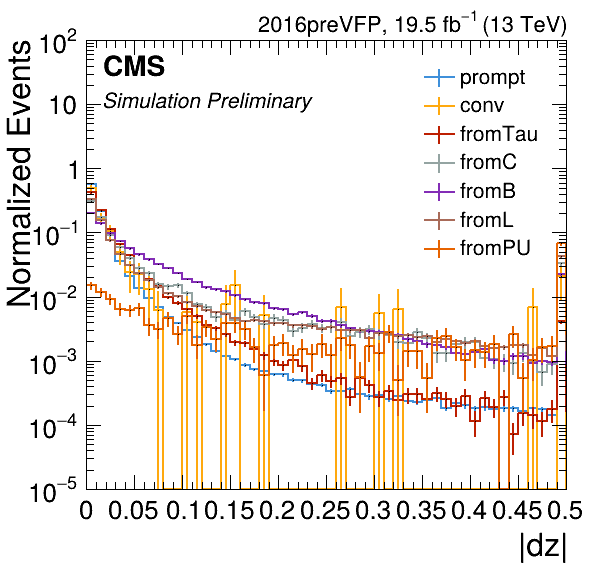 2016preVFP, 19.5 fb⁻¹ (13 TeV)
Normalized Events
CMS
Simulation Preliminary
prompt
conv
fromTau
fromC
fromB
fromL
fromPU
10²
10
1
10⁻¹
10⁻²
10⁻³
10⁻⁴
10⁻⁵
0 0.05 0.1 0.15 0.2 0.25 0.3 0.35 0.4 0.45 0.5
|dz|